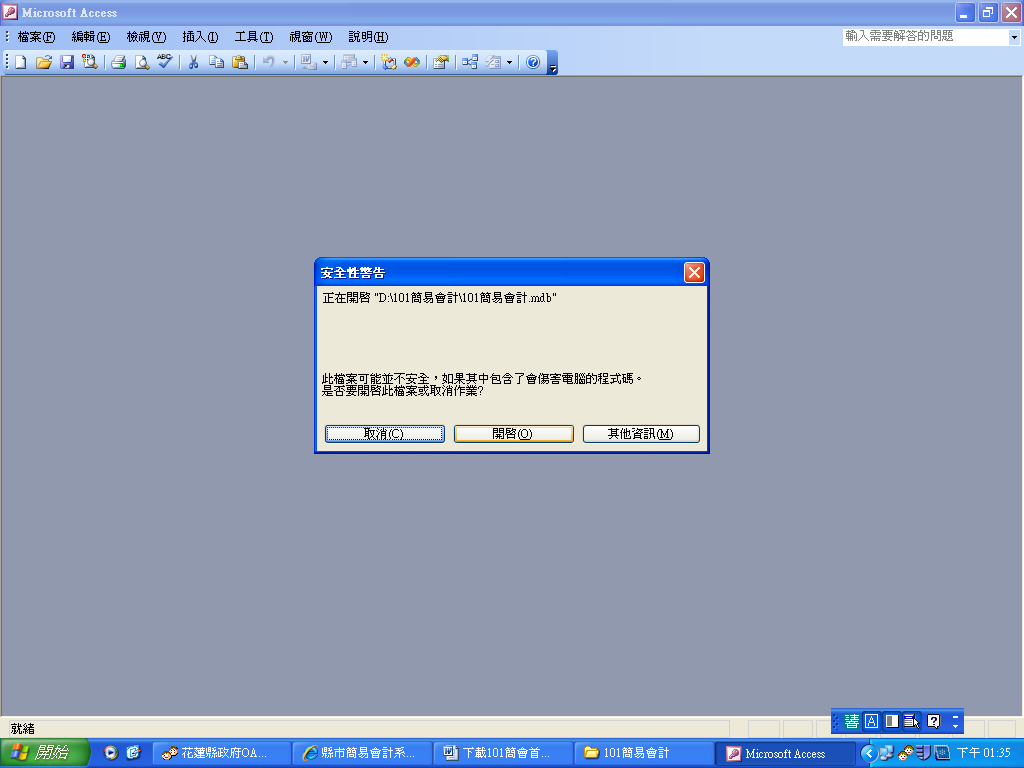 Microsoft Access
檔案(F) 編輯(E) 檢視(V) 插入(I) 工具(T) 視窗(W) 說明(H)
輸入需要解答的問題
安全性警告
正在開啓 "D:\101簡易會計\101簡易會計.mdb"
此檔案可能並不安全，如果其中包含了會傷害電腦的程式碼。
是否要開啓此檔案或取消作業?
取消(C) 開啓(O) 其他資訊(M)
就緒
開始 花蓮縣政府OA... 縣市簡易會計系... 下載101簡會首... 101簡易會計 Microsoft Access 下午 01:35